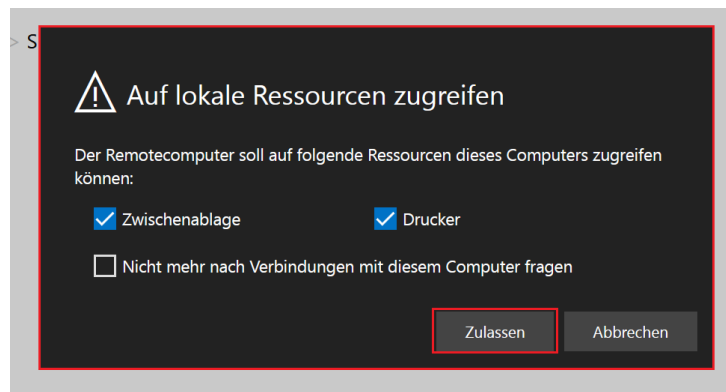 > S
Auf lokale Ressourcen zugreifen
Der Remotecomputer soll auf folgende Ressourcen dieses Computers zugreifen
können:
Zwischenablage Drucker
Nicht mehr nach Verbindungen mit diesem Computer fragen
Zulassen Abbrechen